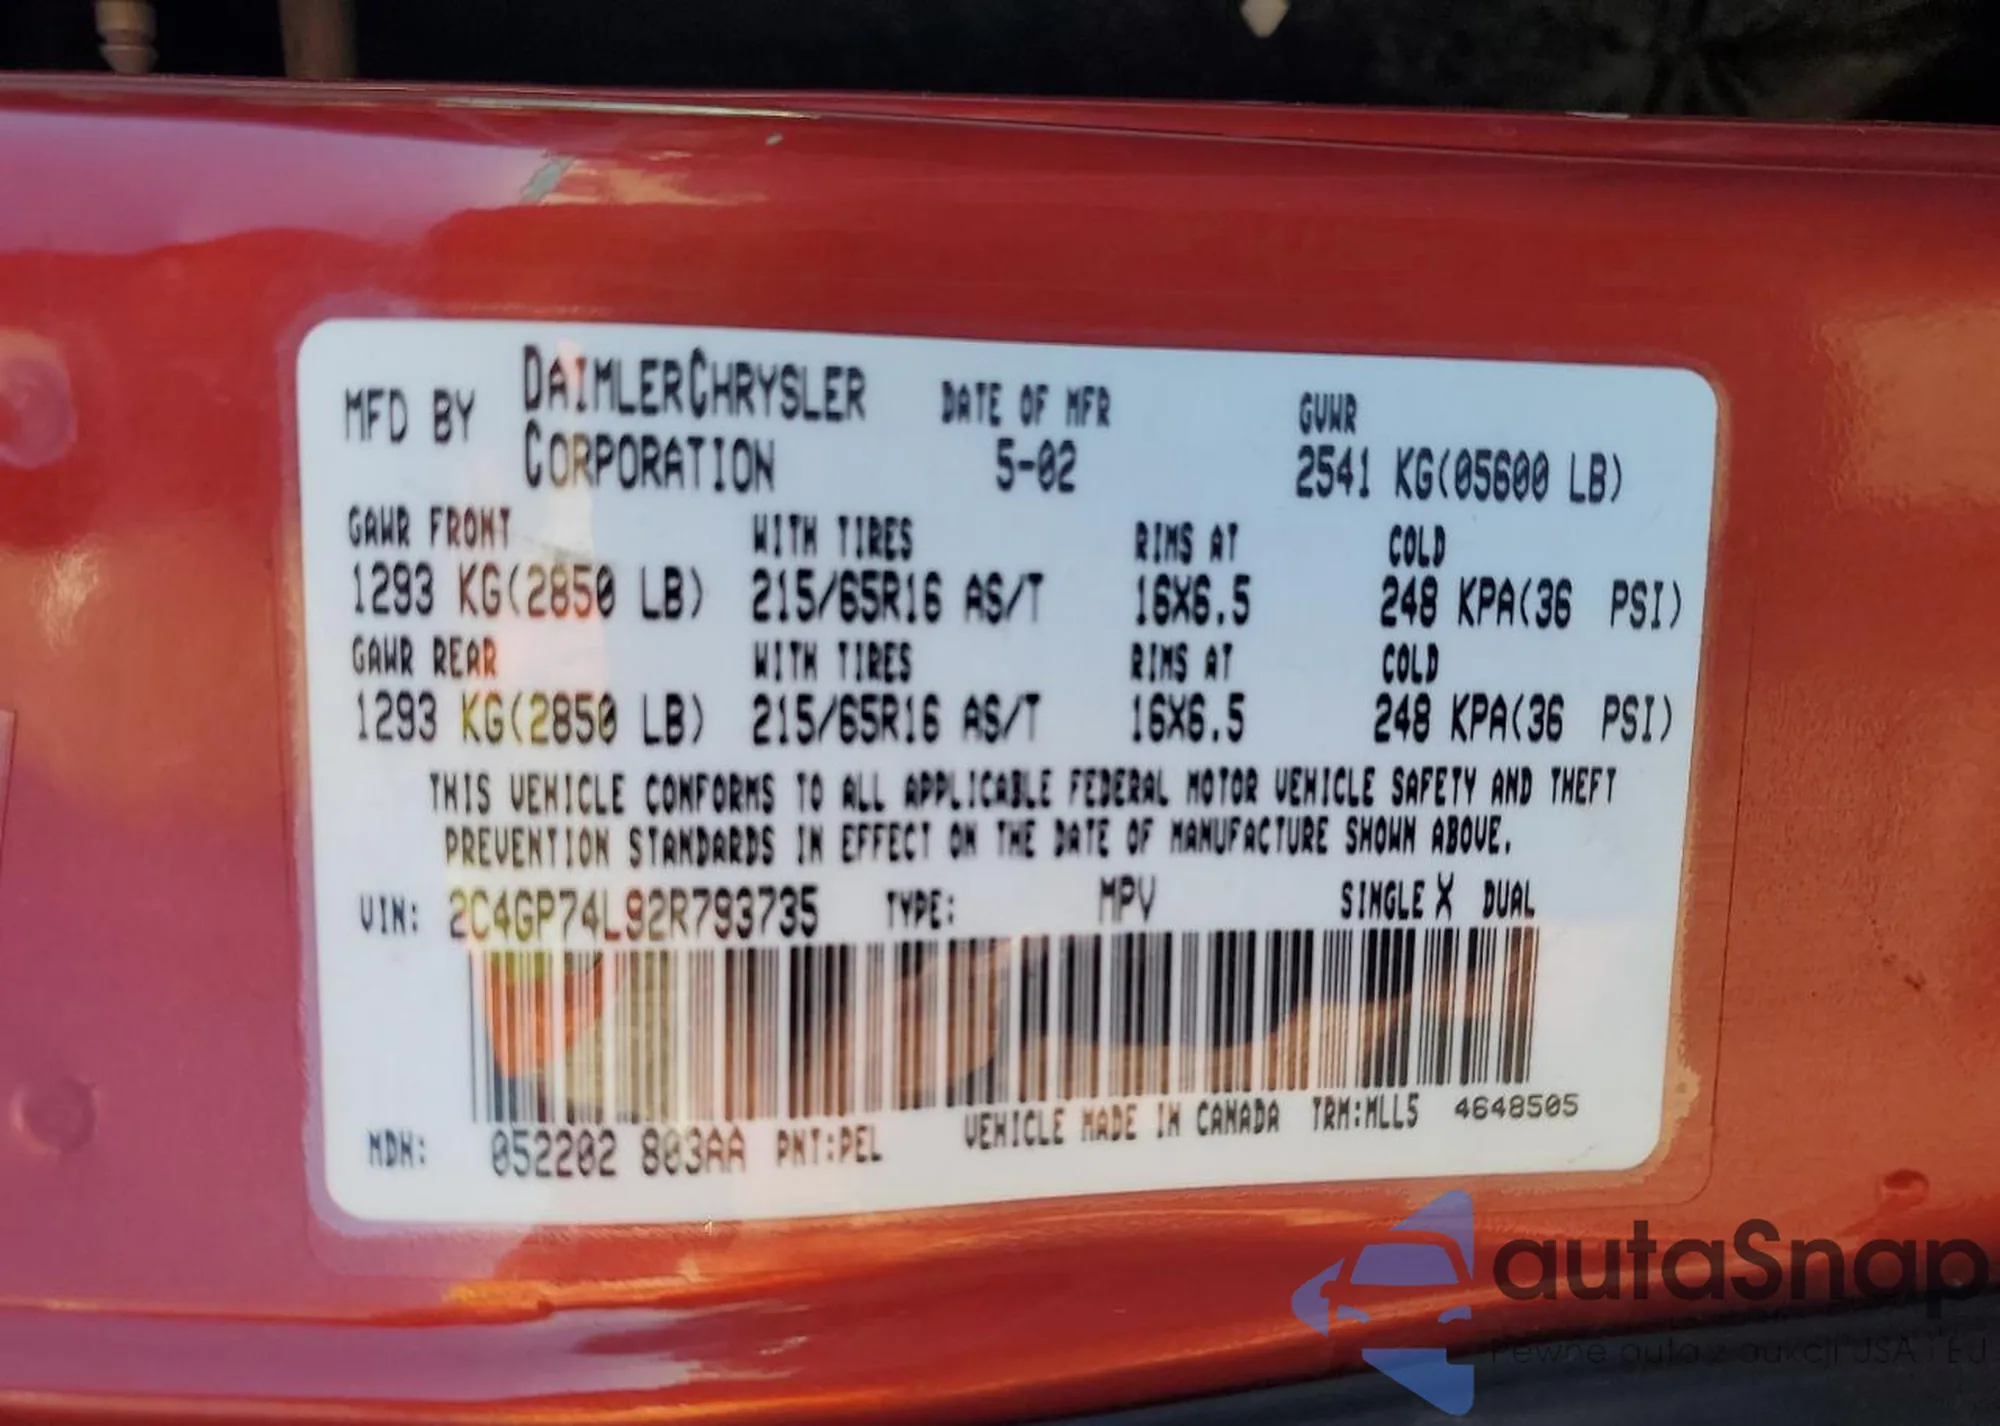 MFD BY DAIMLERCHRYSLER CORPORATION DATE OF MFR 5-02 GVWR 2541 KG(05600 LB)
GAWR FRONT WITH TIRES RIMS AT COLD
1293 KG(2850 LB) 215/65R16 AS/T 16X6.5 248 KPA(36 PSI)
GAWR REAR WITH TIRES RIMS AT COLD
1293 KG(2850 LB) 215/65R16 AS/T 16X6.5 248 KPA(36 PSI)
THIS VEHICLE CONFORMS TO ALL APPLICABLE FEDERAL MOTOR VEHICLE SAFETY AND THEFT
PREVENTION STANDARDS IN EFFECT ON THE DATE OF MANUFACTURE SHOWN ABOVE.
VIN: 2C4GP74L92R793735 TYPE: MPV SINGLE X DUAL
MDH: 052202 803AA PNT:PEL VEHICLE MADE IN CANADA TRM:MLL5 4648505
autaSnap
Pewne auta z aukcji USA i EU